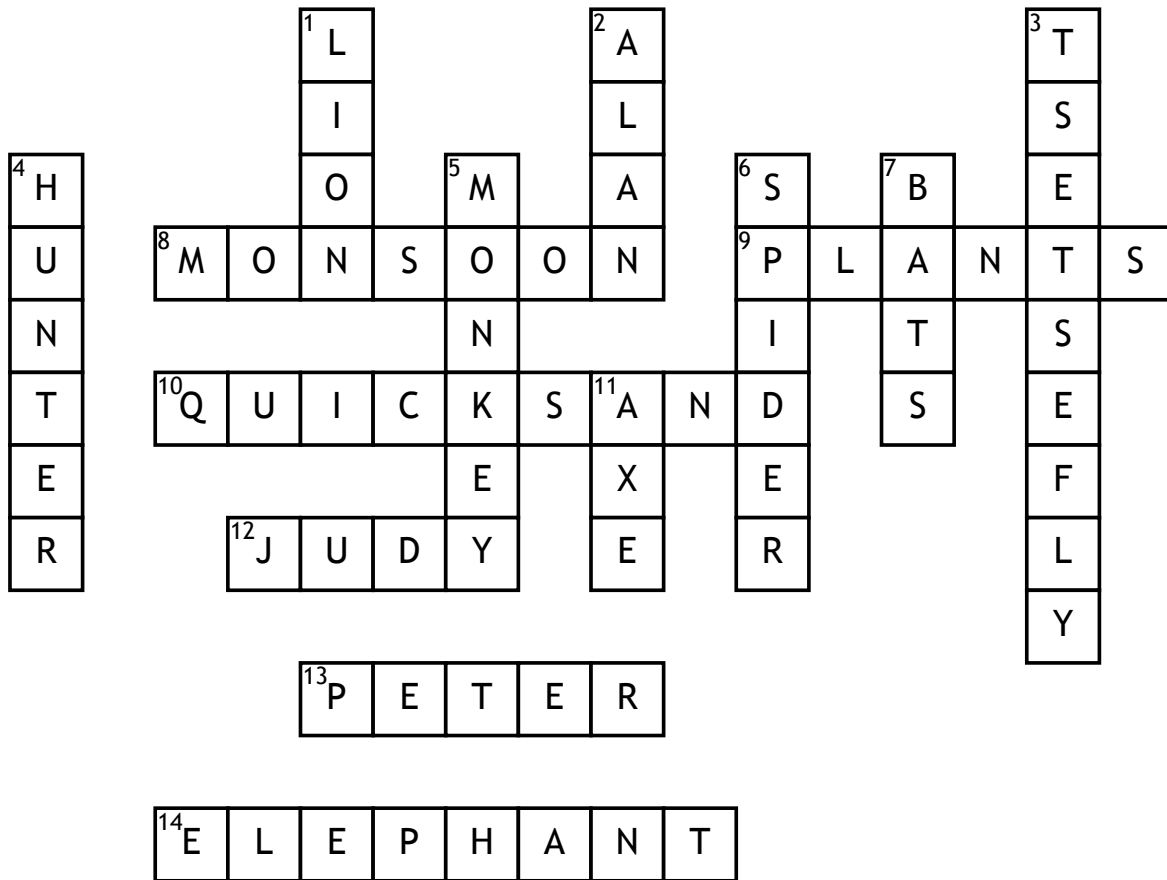 1 L 2 A 3 T
I L S
4 H O 5 M A 6 S 7 B E
U 8 M O N S O O N 9 P L A N T S
N N I T S
T 10 Q U I C K S 11 A N D S E
E E X E F
R 12 J U D Y E R L
Y
13 P E T E R
14 E L E P H A N T